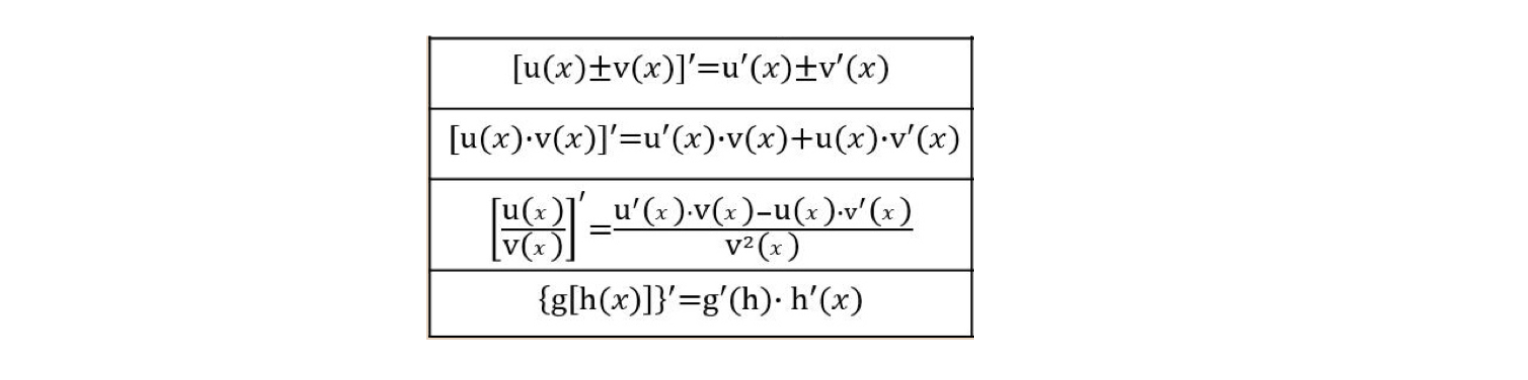 [u(x)±v(x)]′=u′(x)±v′(x)
[u(x)·v(x)]′=u′(x)·v(x)+u(x)·v′(x)
[u(x)/v(x)]′=u′(x)·v(x)–u(x)·v′(x)/v²(x)
{g[h(x)]}′=g′(h)· h′(x)